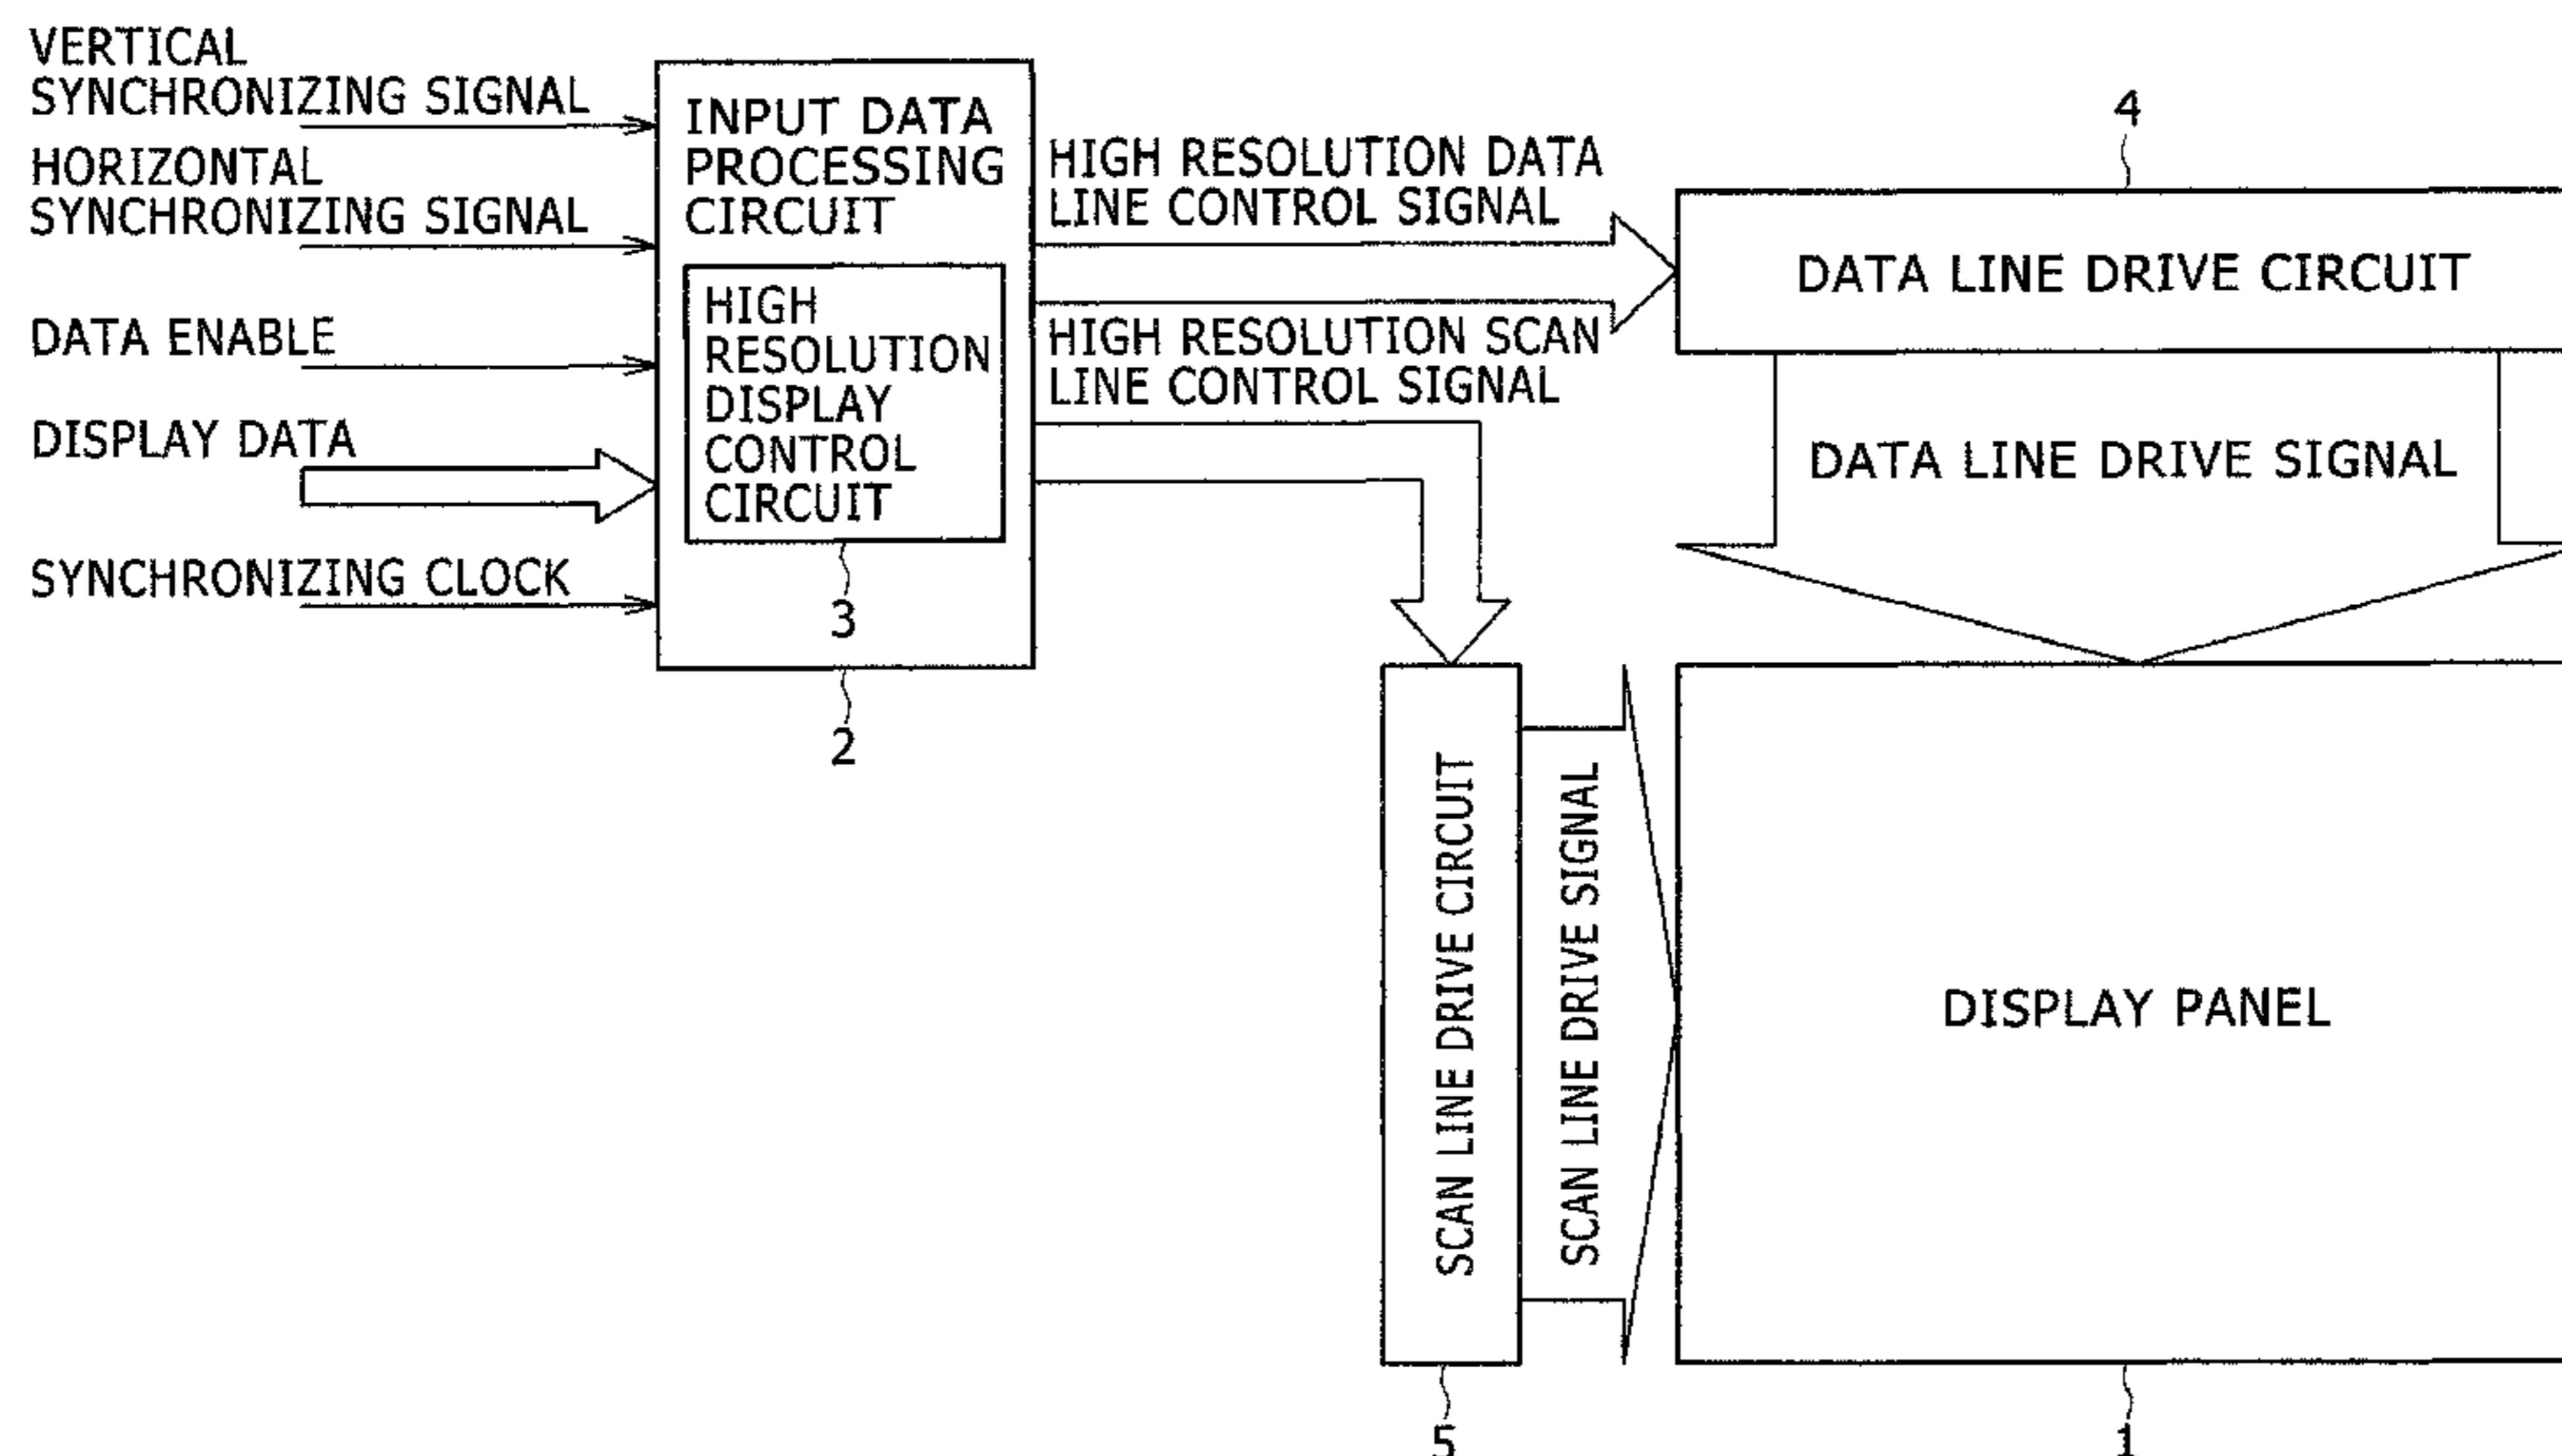 VERTICAL
SYNCHRONIZING SIGNAL
HORIZONTAL
SYNCHRONIZING SIGNAL
DATA ENABLE
DISPLAY DATA
SYNCHRONIZING CLOCK
INPUT DATA
PROCESSING
CIRCUIT
HIGH
RESOLUTION
DISPLAY
CONTROL
CIRCUIT
3
2
HIGH RESOLUTION DATA
LINE CONTROL SIGNAL
HIGH RESOLUTION SCAN
LINE CONTROL SIGNAL
4
DATA LINE DRIVE CIRCUIT
DATA LINE DRIVE SIGNAL
SCAN LINE DRIVE CIRCUIT
SCAN LINE DRIVE SIGNAL
DISPLAY PANEL
5
1